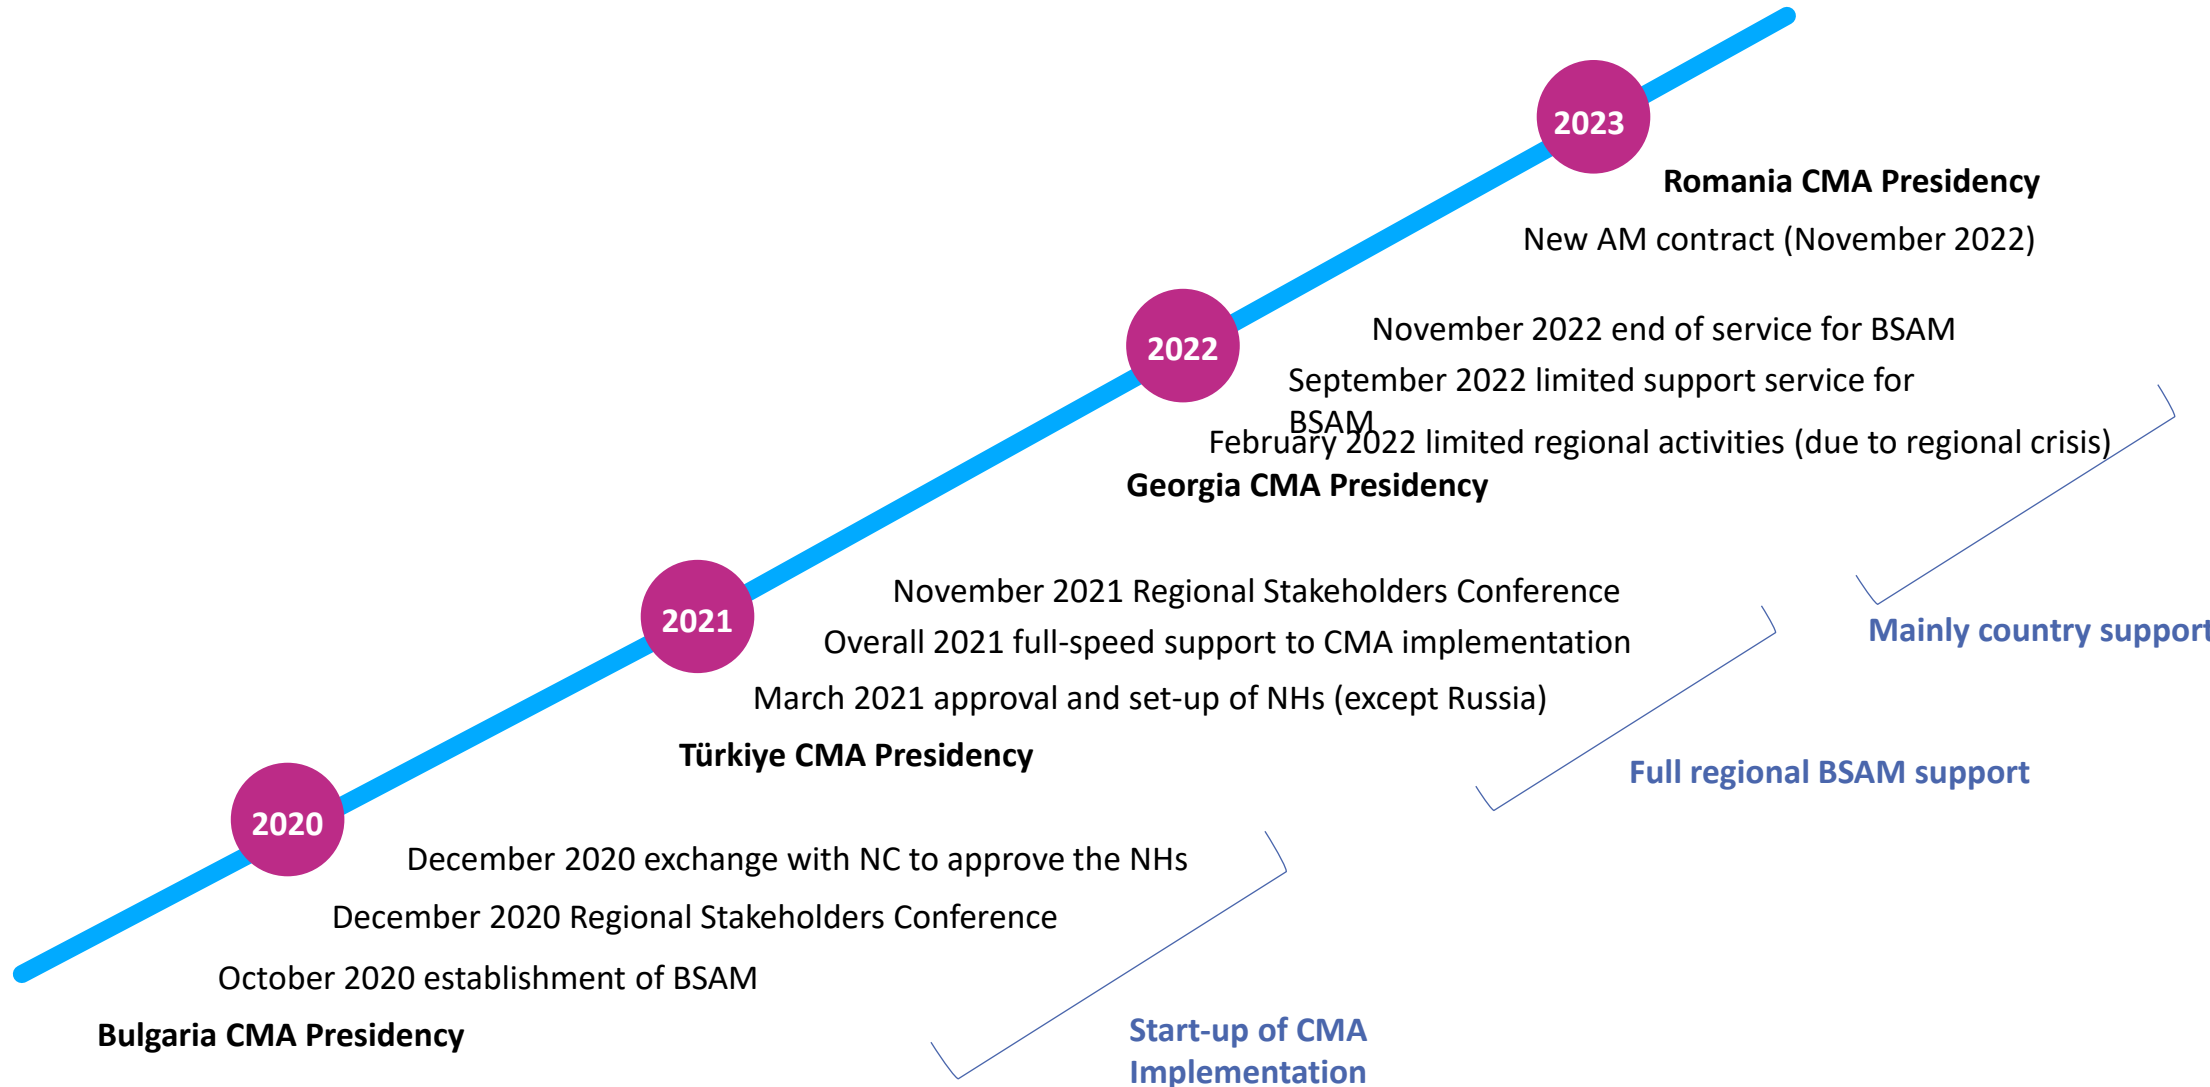 2023
Romania CMA Presidency
New AM contract (November 2022)
2022
November 2022 end of service for BSAM
September 2022 limited support service for
BSAM
February 2022 limited regional activities (due to regional crisis)
Georgia CMA Presidency
Mainly country support
2021
November 2021 Regional Stakeholders Conference
Overall 2021 full-speed support to CMA implementation
March 2021 approval and set-up of NHs (except Russia)
Türkiye CMA Presidency
Full regional BSAM support
2020
December 2020 exchange with NC to approve the NHs
December 2020 Regional Stakeholders Conference
October 2020 establishment of BSAM
Bulgaria CMA Presidency
Start-up of CMA
Implementation